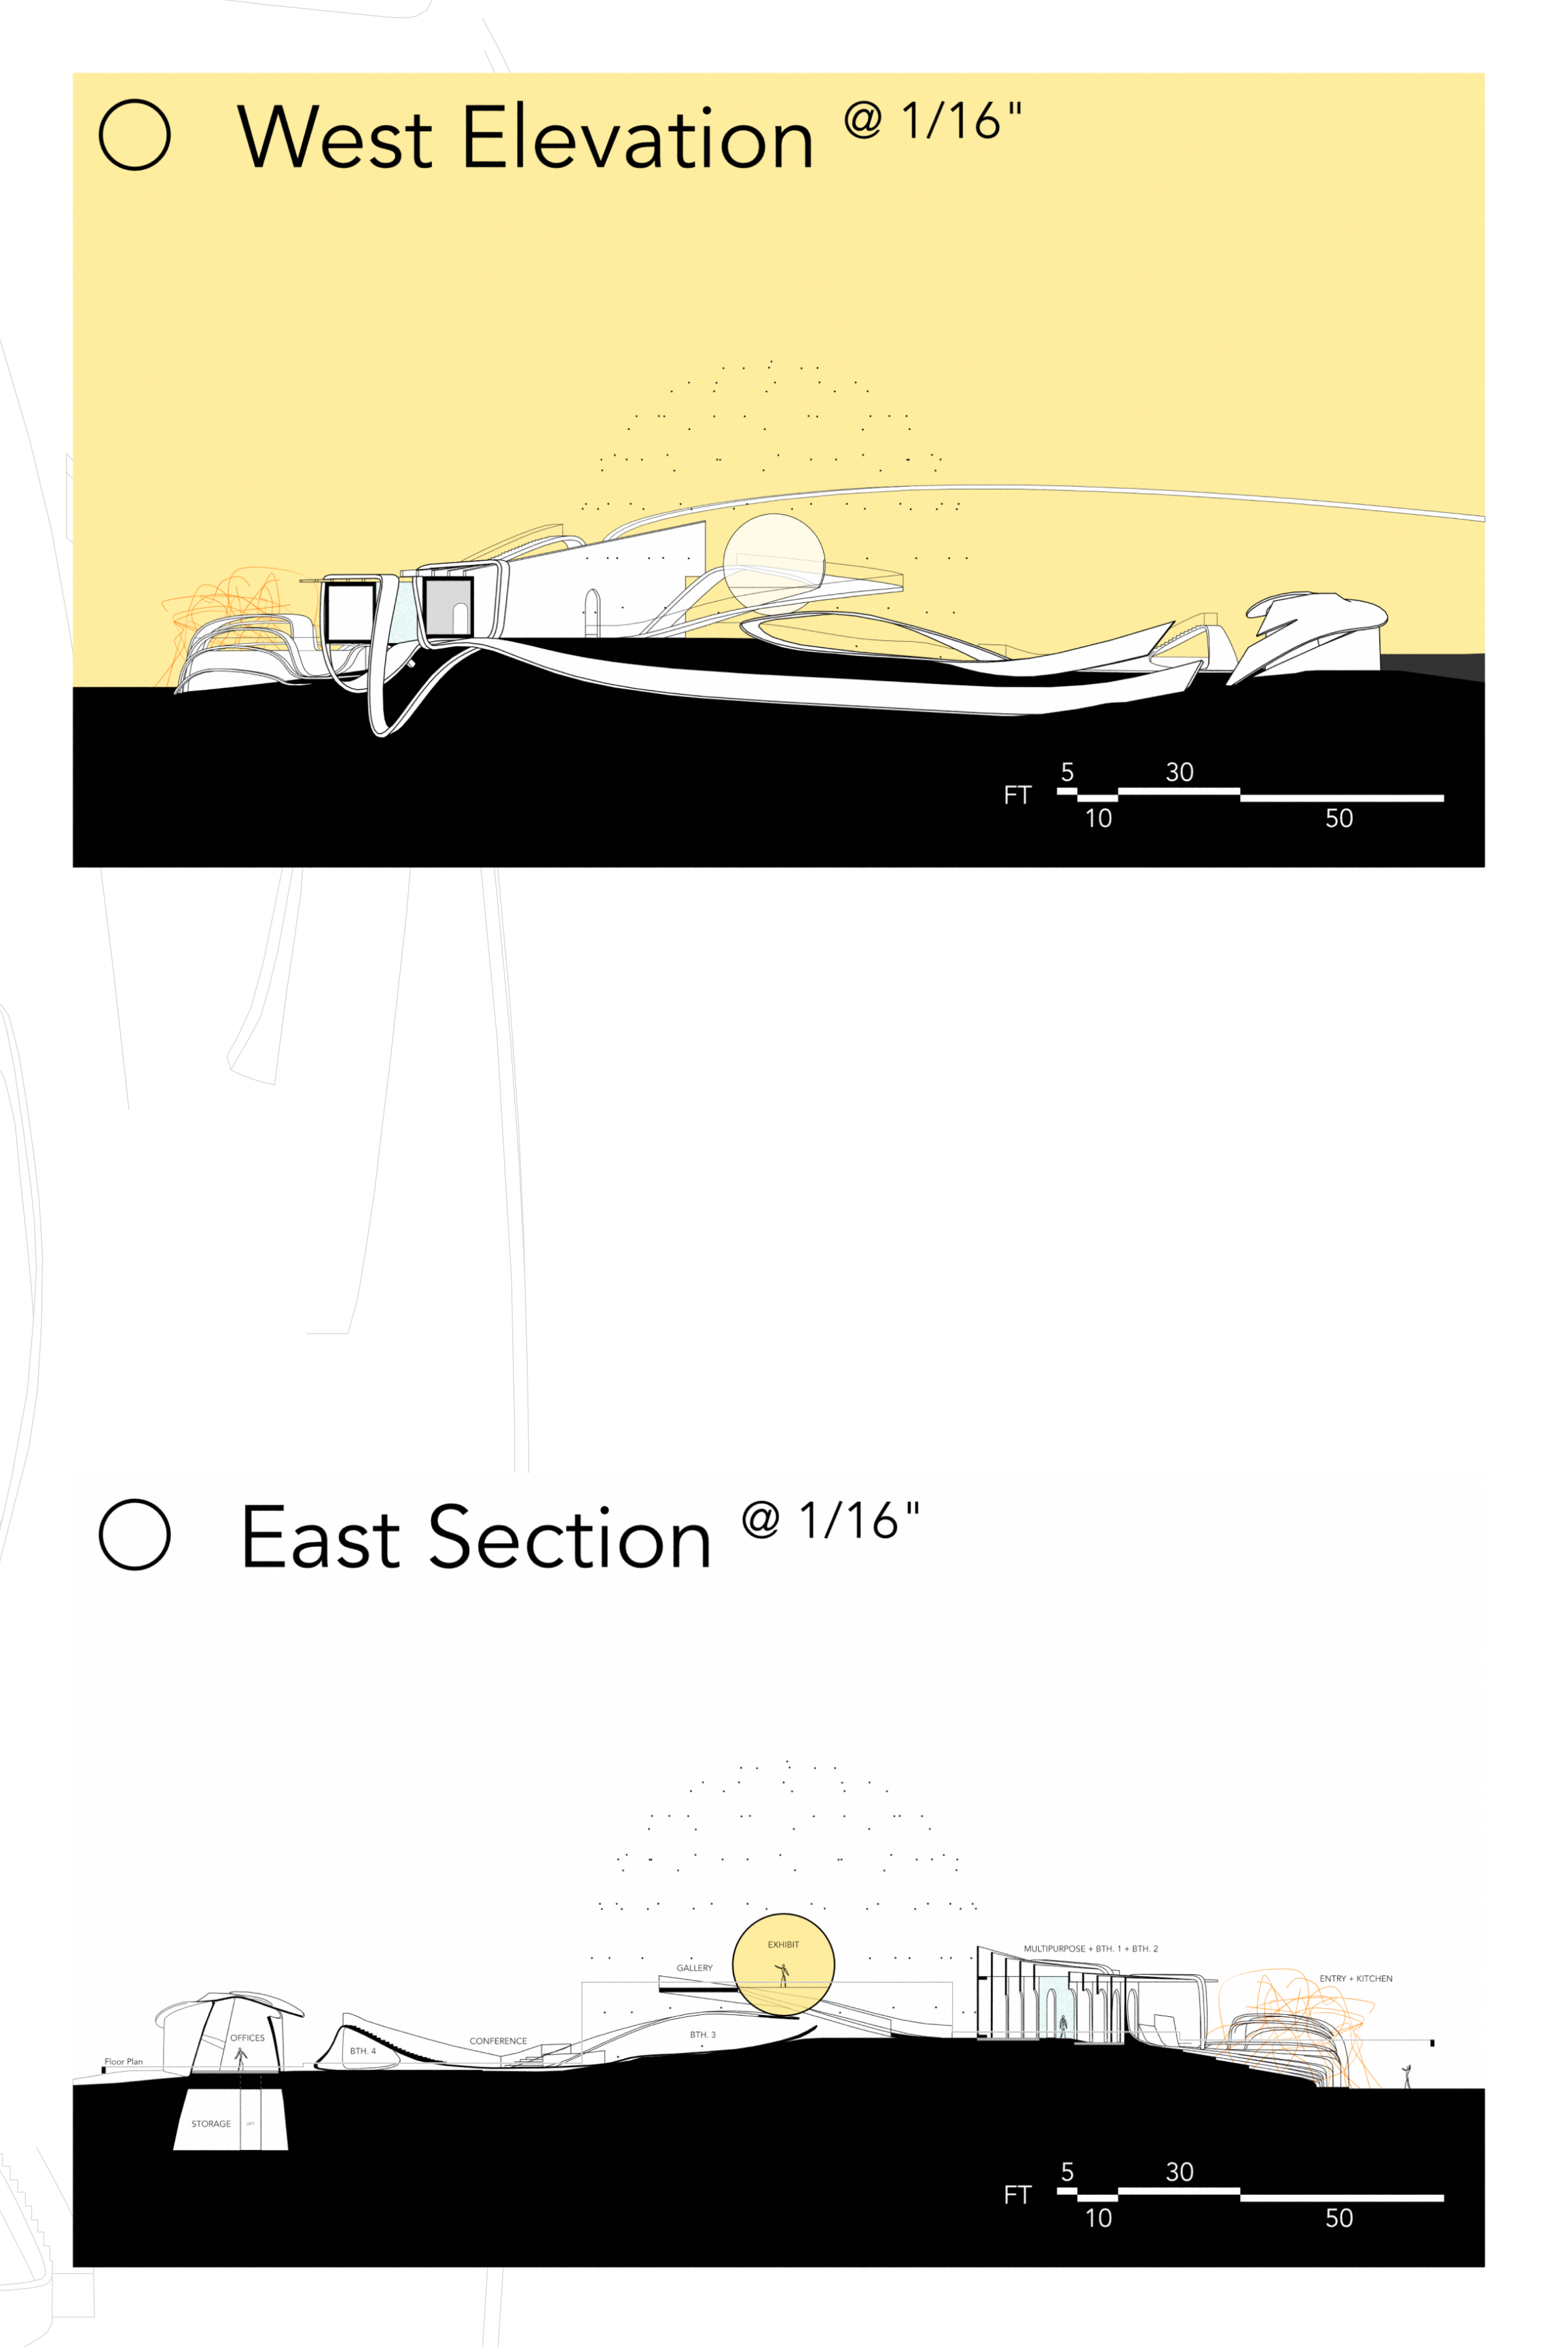 West Elevation @ 1/16"
5 30
FT
10 50
East Section @ 1/16"
EXHIBIT
MULTIPURPOSE + BTH. 1 + BTH. 2
GALLERY
ENTRY + KITCHEN
BTH. 3
OFFICES
CONFERENCE
BTH. 4
Floor Plan
STORAGE
5 30
FT
10 50